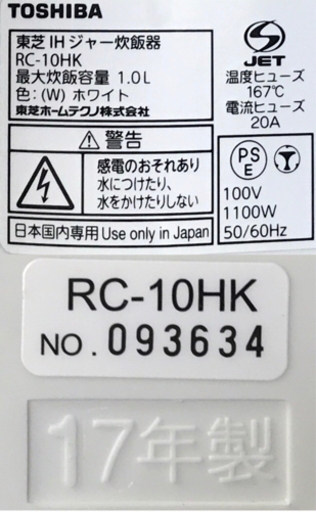 TOSHIBA
東芝IHジャー炊飯器
RC-10HK
最大炊飯容量 1.0L
色:(W) ホワイト
東芝ホームテクノ株式会社
S
JET
温度ヒューズ
167℃
電流ヒューズ
20A
警告
感電のおそれあり
水につけたり、
水をかけたりしない
日本国内専用 Use only in Japan
PS
E
100V
1100W
50/60Hz
RC-10HK
NO. 093634
17年製